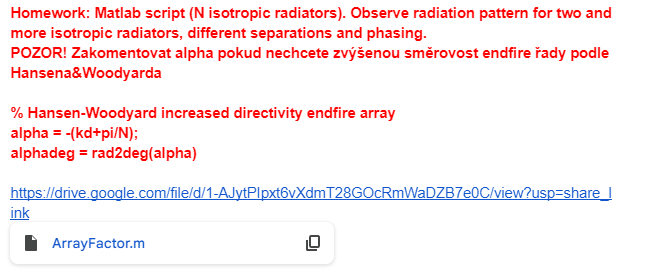 Homework: Matlab script (N isotropic radiators). Observe radiation pattern for two and
more isotropic radiators, different separations and phasing.
POZOR! Zakomentovat alpha pokud nechcete zvýšenou směrovost endfire řady podle
Hansena&Woodyarda
% Hansen-Woodyard increased directivity endfire array
alpha = -(kd+pi/N);
alphadeg = rad2deg(alpha)
https://drive.google.com/file/d/1-AJytPIpxt6vXdmT28GOcRmWaDZB7e0C/view?usp=share_l
ink
ArrayFactor.m